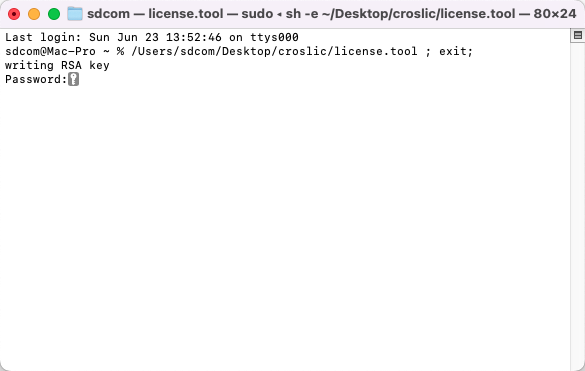 sdcom — license.tool — sudo ◂ sh -e ~/Desktop/croslic/license.tool — 80×24
Last login: Sun Jun 23 13:52:46 on ttys000
sdcom@Mac-Pro ~ % /Users/sdcom/Desktop/croslic/license.tool ; exit;
writing RSA key
Password: